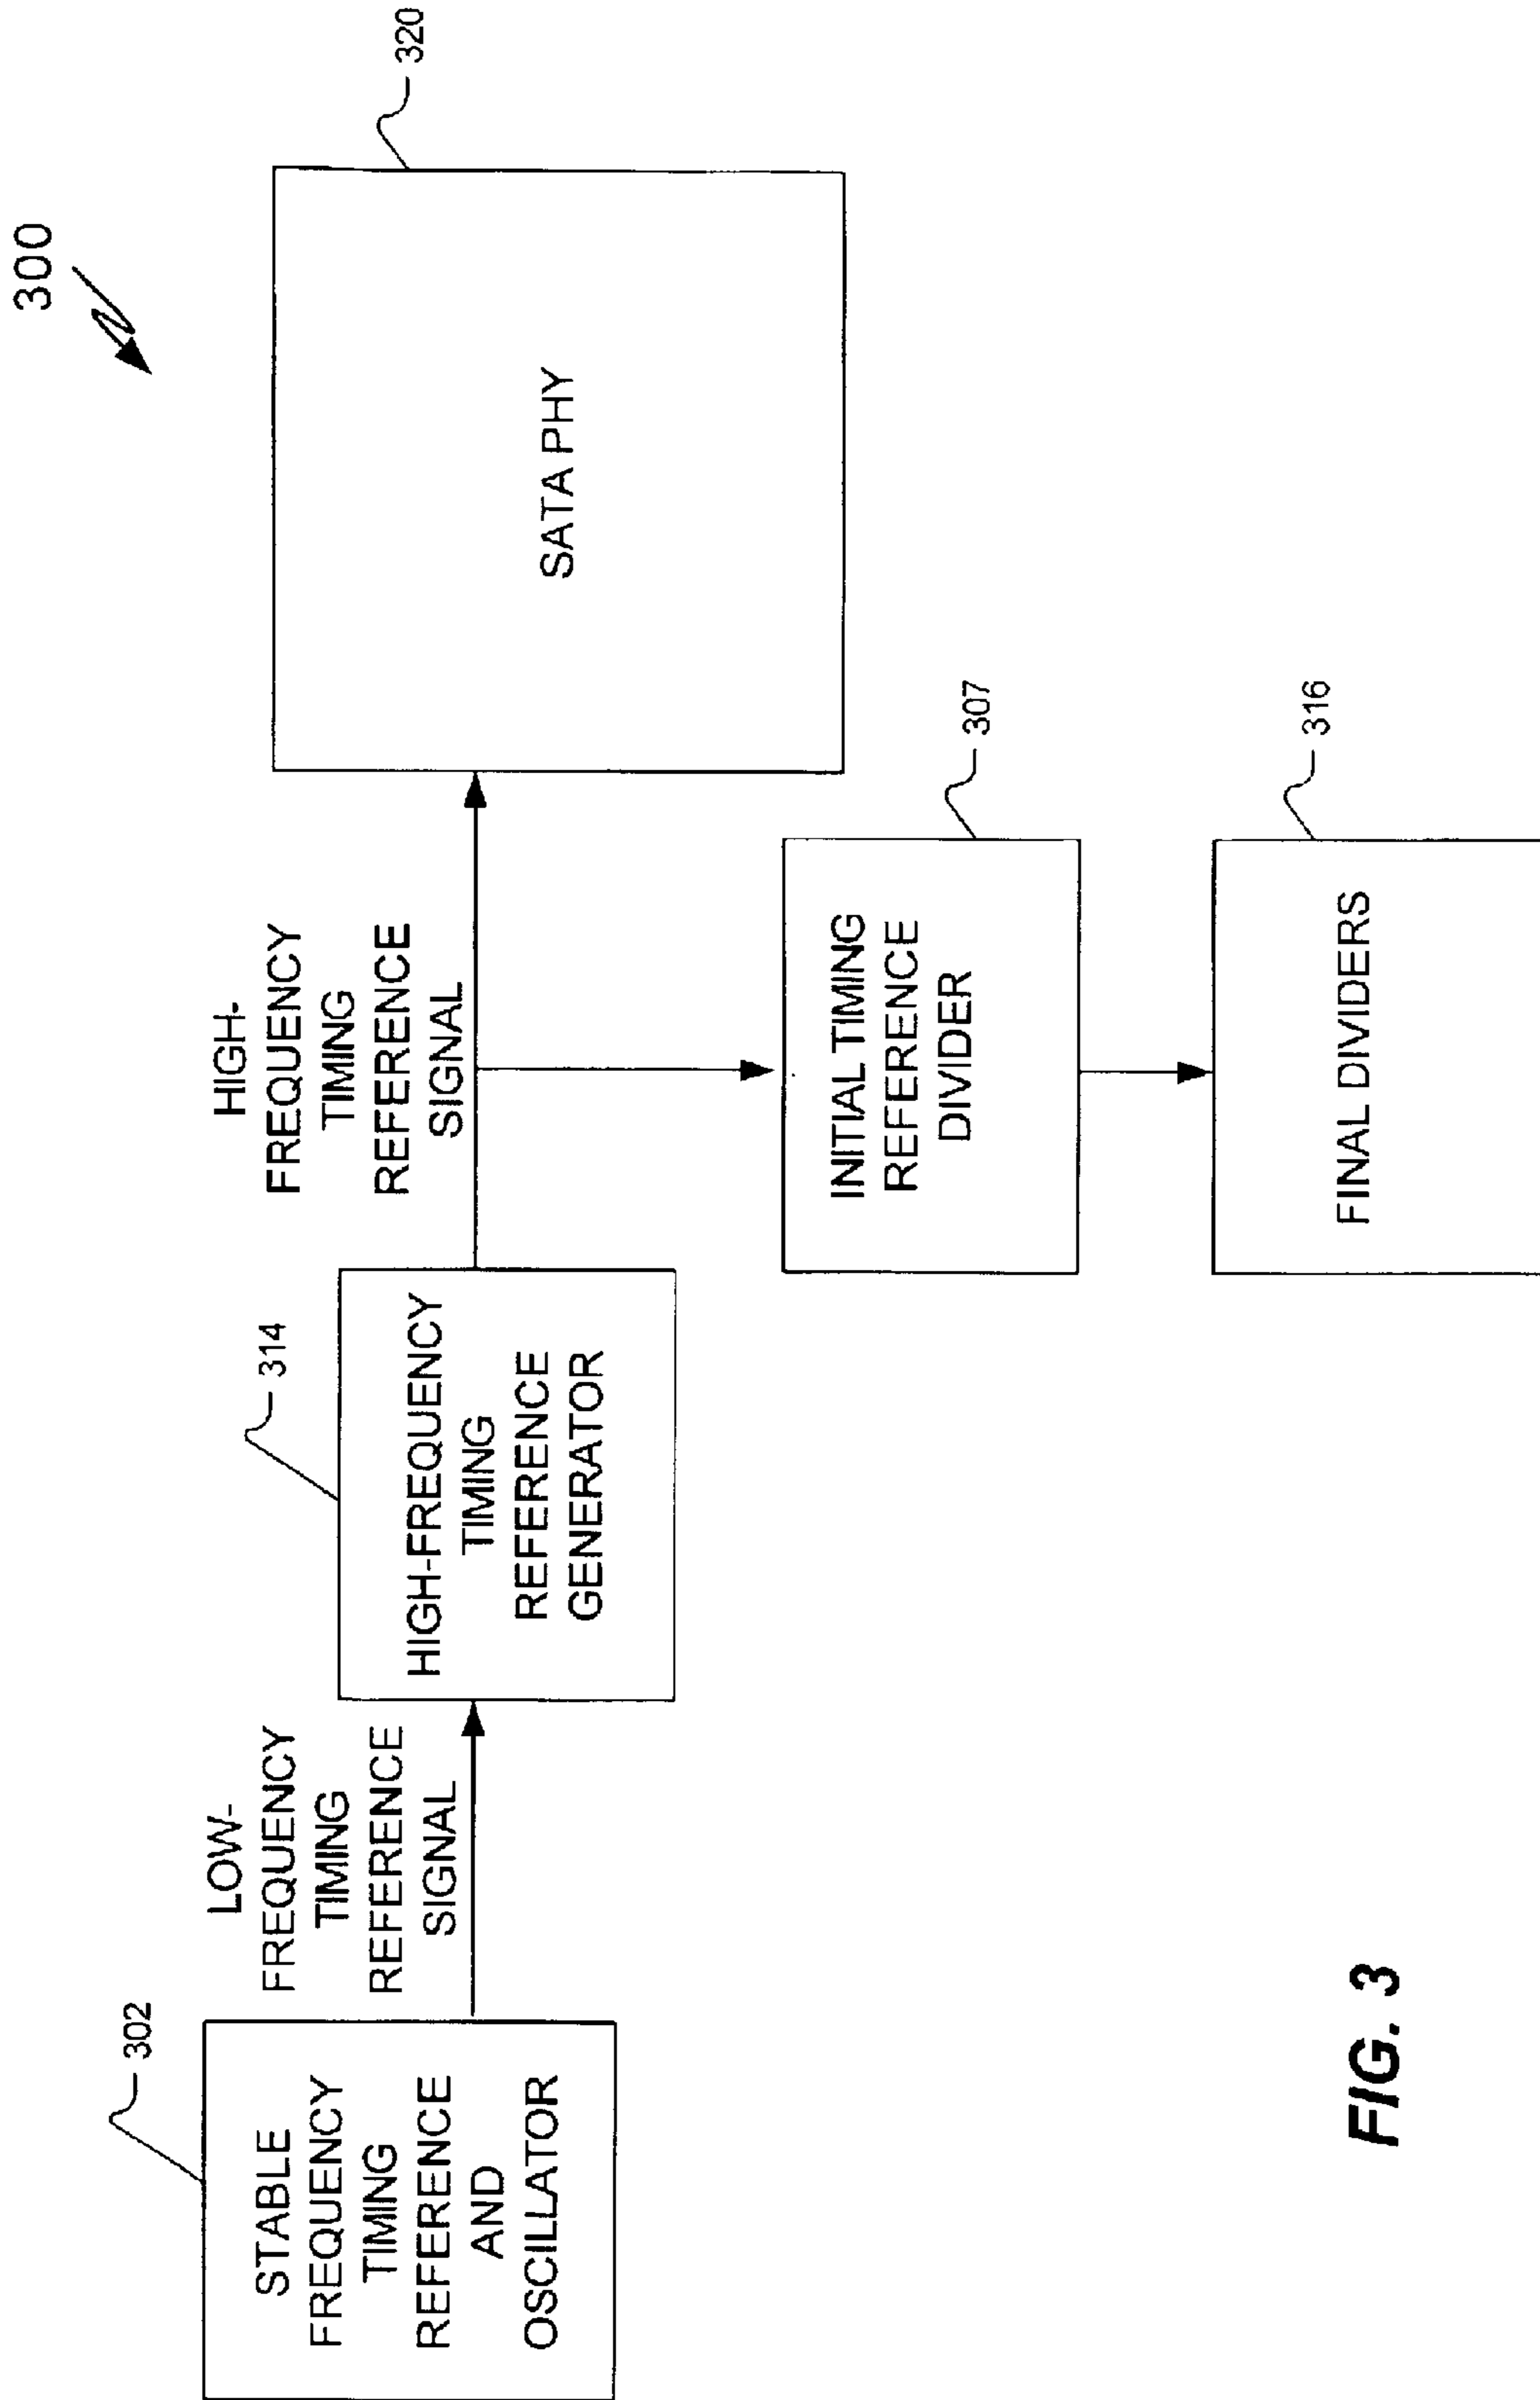 300
320
SATA PHY
HIGH-
FREQUENCY
TIMING
REFERENCE
SIGNAL
314
HIGH-FREQUENCY
TIMING
REFERENCE
GENERATOR
LOW-
FREQUENCY
TIMING
REFERENCE
SIGNAL
302
STABLE
FREQUENCY
TIMING
REFERENCE
AND
OSCILLATOR
307
INITIAL TIMING
REFERENCE
DIVIDER
316
FINAL DIVIDERS
FIG. 3